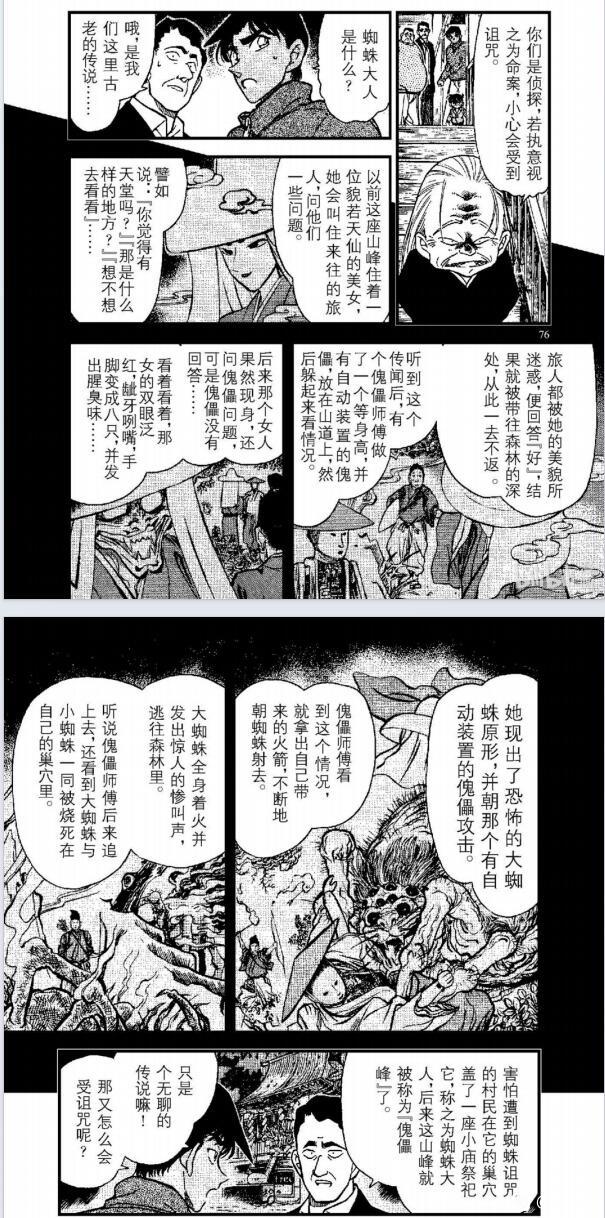 你们是侦探，若执意视
之为命案，小心会受到
诅咒。
蜘蛛大人
是什么？
哦，是我
们这里古
老的传说……
以前这座山峰住着一
位貌若天仙的美女，
她会叫住来往的旅
人，问他们
一些问题。
譬如
说：『你觉得有
天堂吗？』『那是什么
样的地方？』『想不想
去看看』……
76
旅人都被她的美貌所
迷惑，便回答『好』，结
果就被带往森林的深
处，从此一去不返。
听到这个
传闻后，有
个傀儡师傅做
了一个等身高，并
有自动装置的傀
儡，放在山道上，然
后躲起来看情况。
后来那个女人
果然现身，还
问傀儡问题，
可是傀儡没有
回答……
看着看着，那
女的双眼泛
红，龇牙咧嘴，手
脚变成八只，并发
出腥臭味……
她现出了恐怖的大蜘
蛛原形，并朝那个有自
动装置的傀儡攻击。
傀儡师傅看
到这个情况，
就拿出自己带
来的火箭，不断地
朝蜘蛛射去。
大蜘蛛全身着火并
发出惊人的惨叫声，
逃往森林里。
听说傀儡师傅后来追
上去，还看到大蜘蛛与
小蜘蛛一同被烧死在
自己的巢穴里。
害怕遭到蜘蛛诅咒
的村民在它的巢穴
盖了一座小庙祭祀
它，称之为蜘蛛大
人，后来这山峰就
被称为『傀儡
峰』了。
只是
个无聊的
传说嘛！
那又怎么会
受诅咒呢？